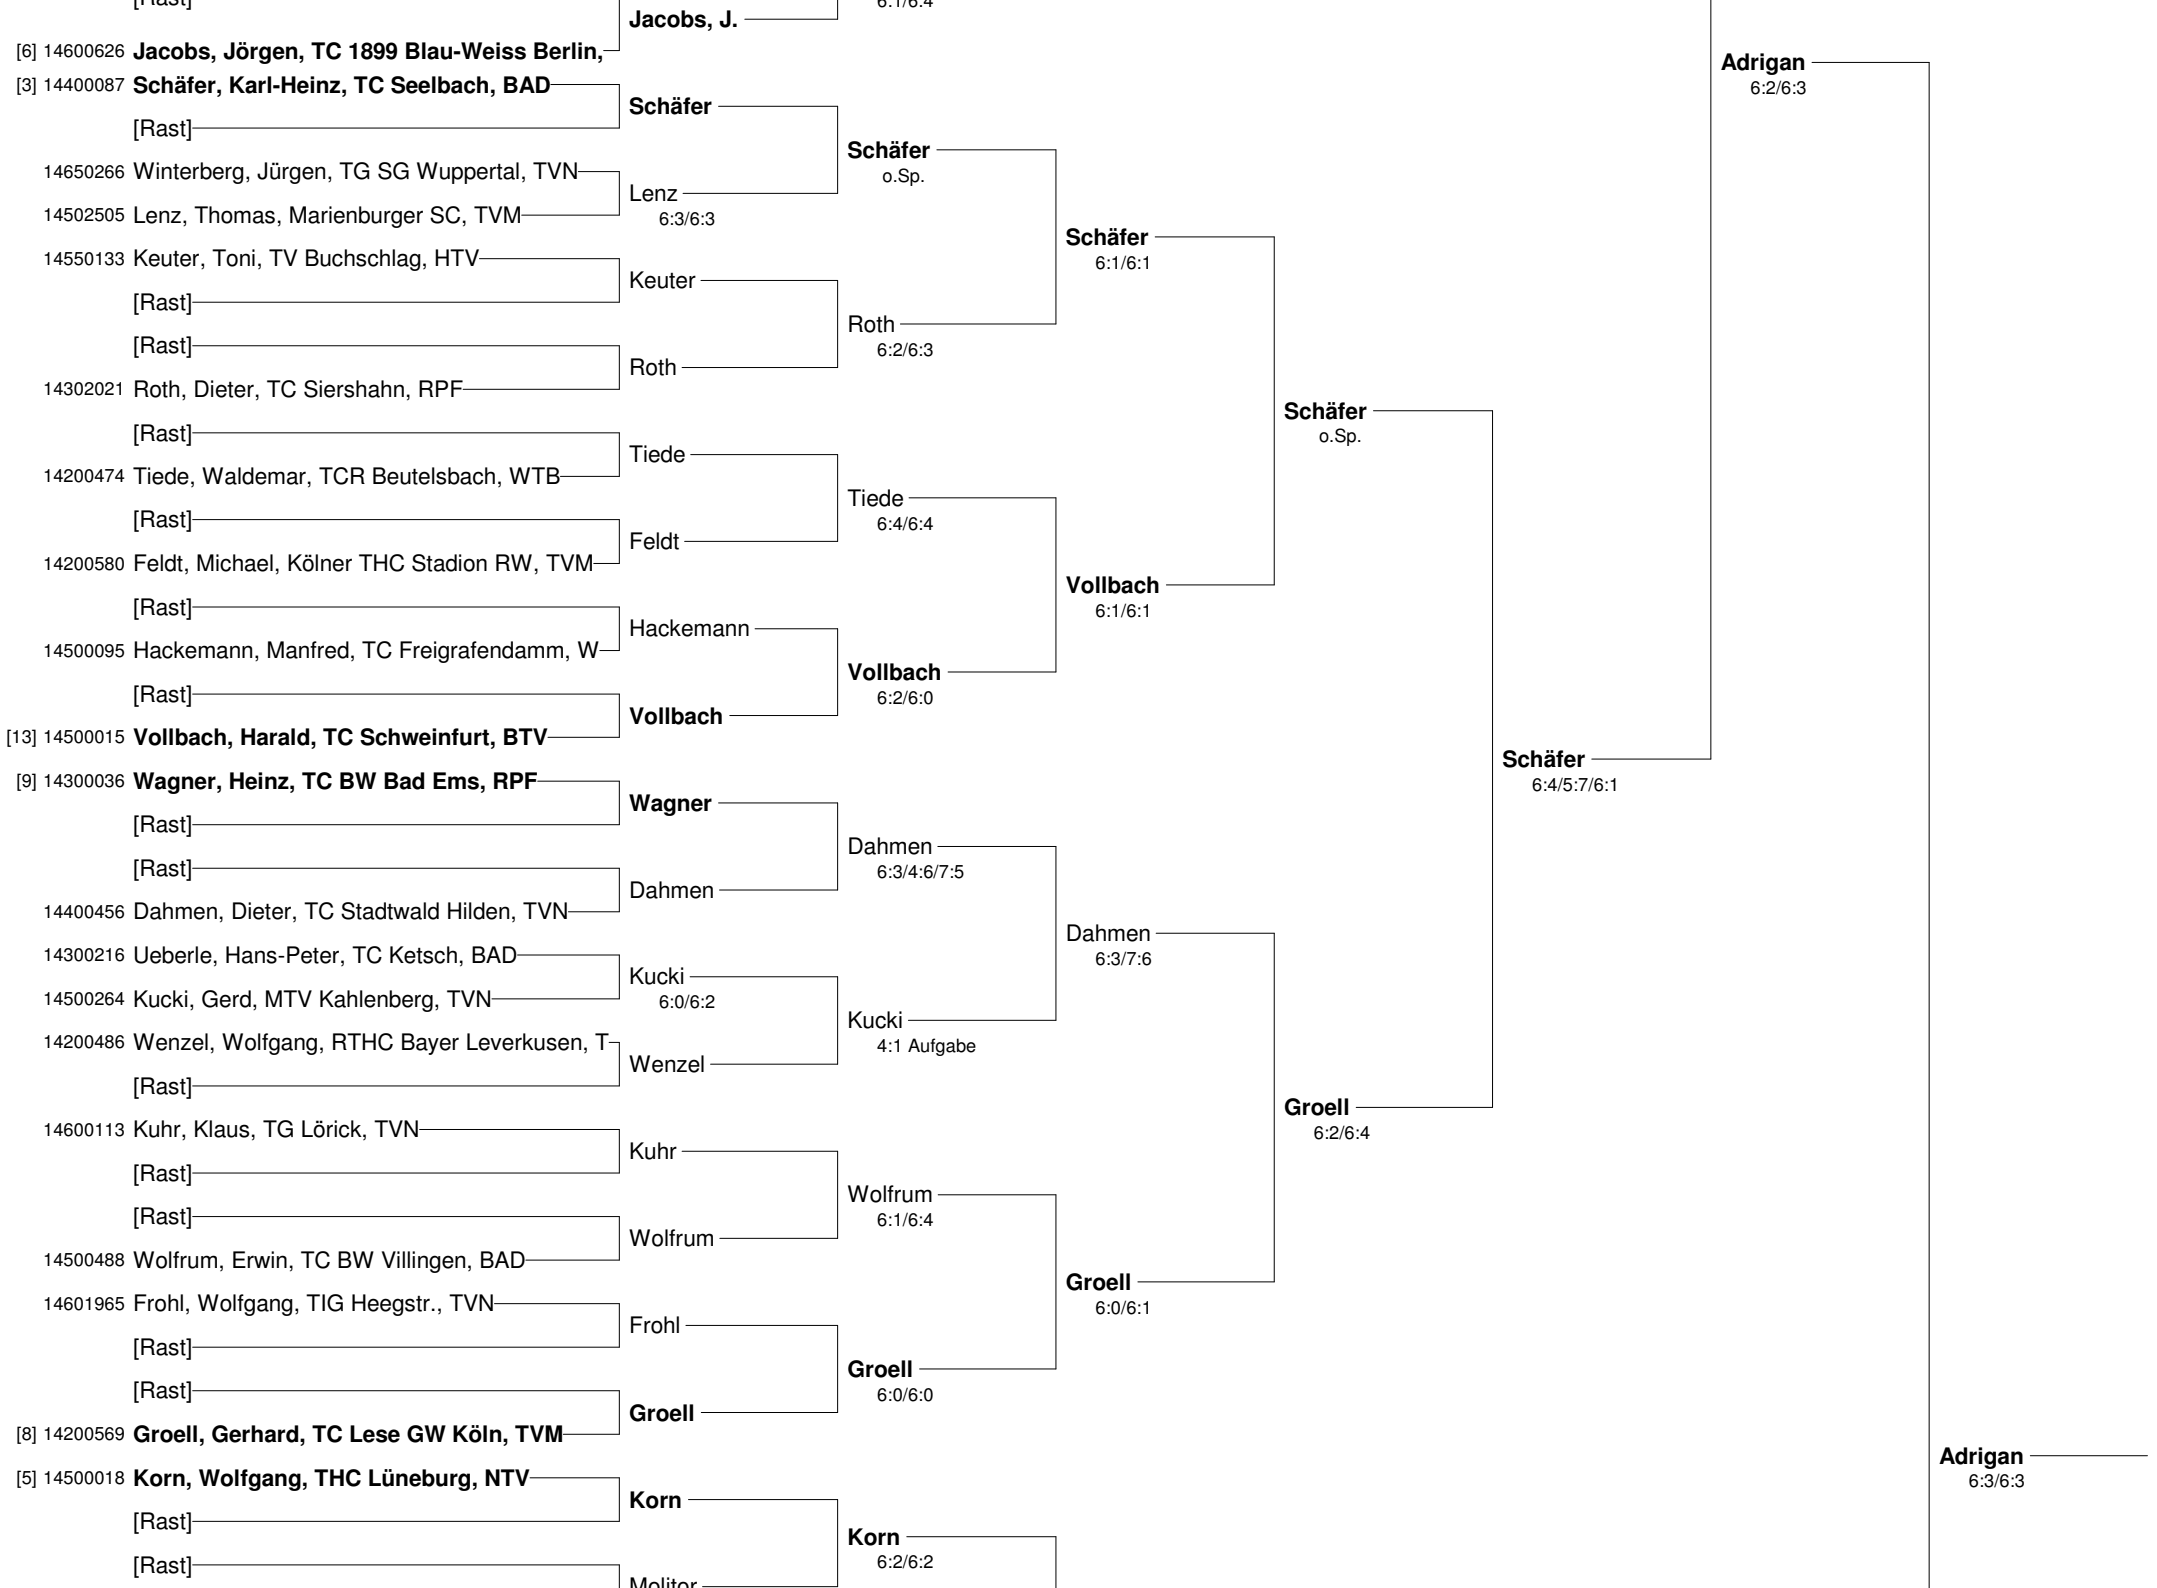 [Rast]
Jacobs, J.
6:1/6:4
[6] 14600626 Jacobs, Jörgen, TC 1899 Blau-Weiss Berlin,
Adrigan
6:2/6:3
[3] 14400087 Schäfer, Karl-Heinz, TC Seelbach, BAD
Schäfer
[Rast]
Schäfer
o.Sp.
14650266 Winterberg, Jürgen, TG SG Wuppertal, TVN
Lenz
6:3/6:3
14502505 Lenz, Thomas, Marienburger SC, TVM
Schäfer
6:1/6:1
14550133 Keuter, Toni, TV Buchschlag, HTV
Keuter
[Rast]
Roth
6:2/6:3
[Rast]
Roth
14302021 Roth, Dieter, TC Siershahn, RPF
Schäfer
o.Sp.
[Rast]
Tiede
14200474 Tiede, Waldemar, TCR Beutelsbach, WTB
Tiede
6:4/6:4
[Rast]
Feldt
14200580 Feldt, Michael, Kölner THC Stadion RW, TVM
Vollbach
6:1/6:1
[Rast]
Hackemann
14500095 Hackemann, Manfred, TC Freigrafendamm, W
Vollbach
6:2/6:0
[Rast]
Vollbach
[13] 14500015 Vollbach, Harald, TC Schweinfurt, BTV
Schäfer
6:4/5:7/6:1
[9] 14300036 Wagner, Heinz, TC BW Bad Ems, RPF
Wagner
[Rast]
Dahmen
6:3/4:6/7:5
[Rast]
Dahmen
14400456 Dahmen, Dieter, TC Stadtwald Hilden, TVN
Dahmen
6:3/7:6
14300216 Ueberle, Hans-Peter, TC Ketsch, BAD
Kucki
6:0/6:2
14500264 Kucki, Gerd, MTV Kahlenberg, TVN
Kucki
4:1 Aufgabe
14200486 Wenzel, Wolfgang, RTHC Bayer Leverkusen, T
Wenzel
[Rast]
Groell
6:2/6:4
14600113 Kuhr, Klaus, TG Lörick, TVN
Kuhr
[Rast]
Wolfrum
6:1/6:4
[Rast]
Wolfrum
14500488 Wolfrum, Erwin, TC BW Villingen, BAD
Groell
6:0/6:1
14601965 Frohl, Wolfgang, TIG Heegstr., TVN
Frohl
[Rast]
Groell
6:0/6:0
[Rast]
Groell
[8] 14200569 Groell, Gerhard, TC Lese GW Köln, TVM
Adrigan
6:3/6:3
[5] 14500018 Korn, Wolfgang, THC Lüneburg, NTV
Korn
[Rast]
Korn
6:2/6:2
[Rast]
Molitor